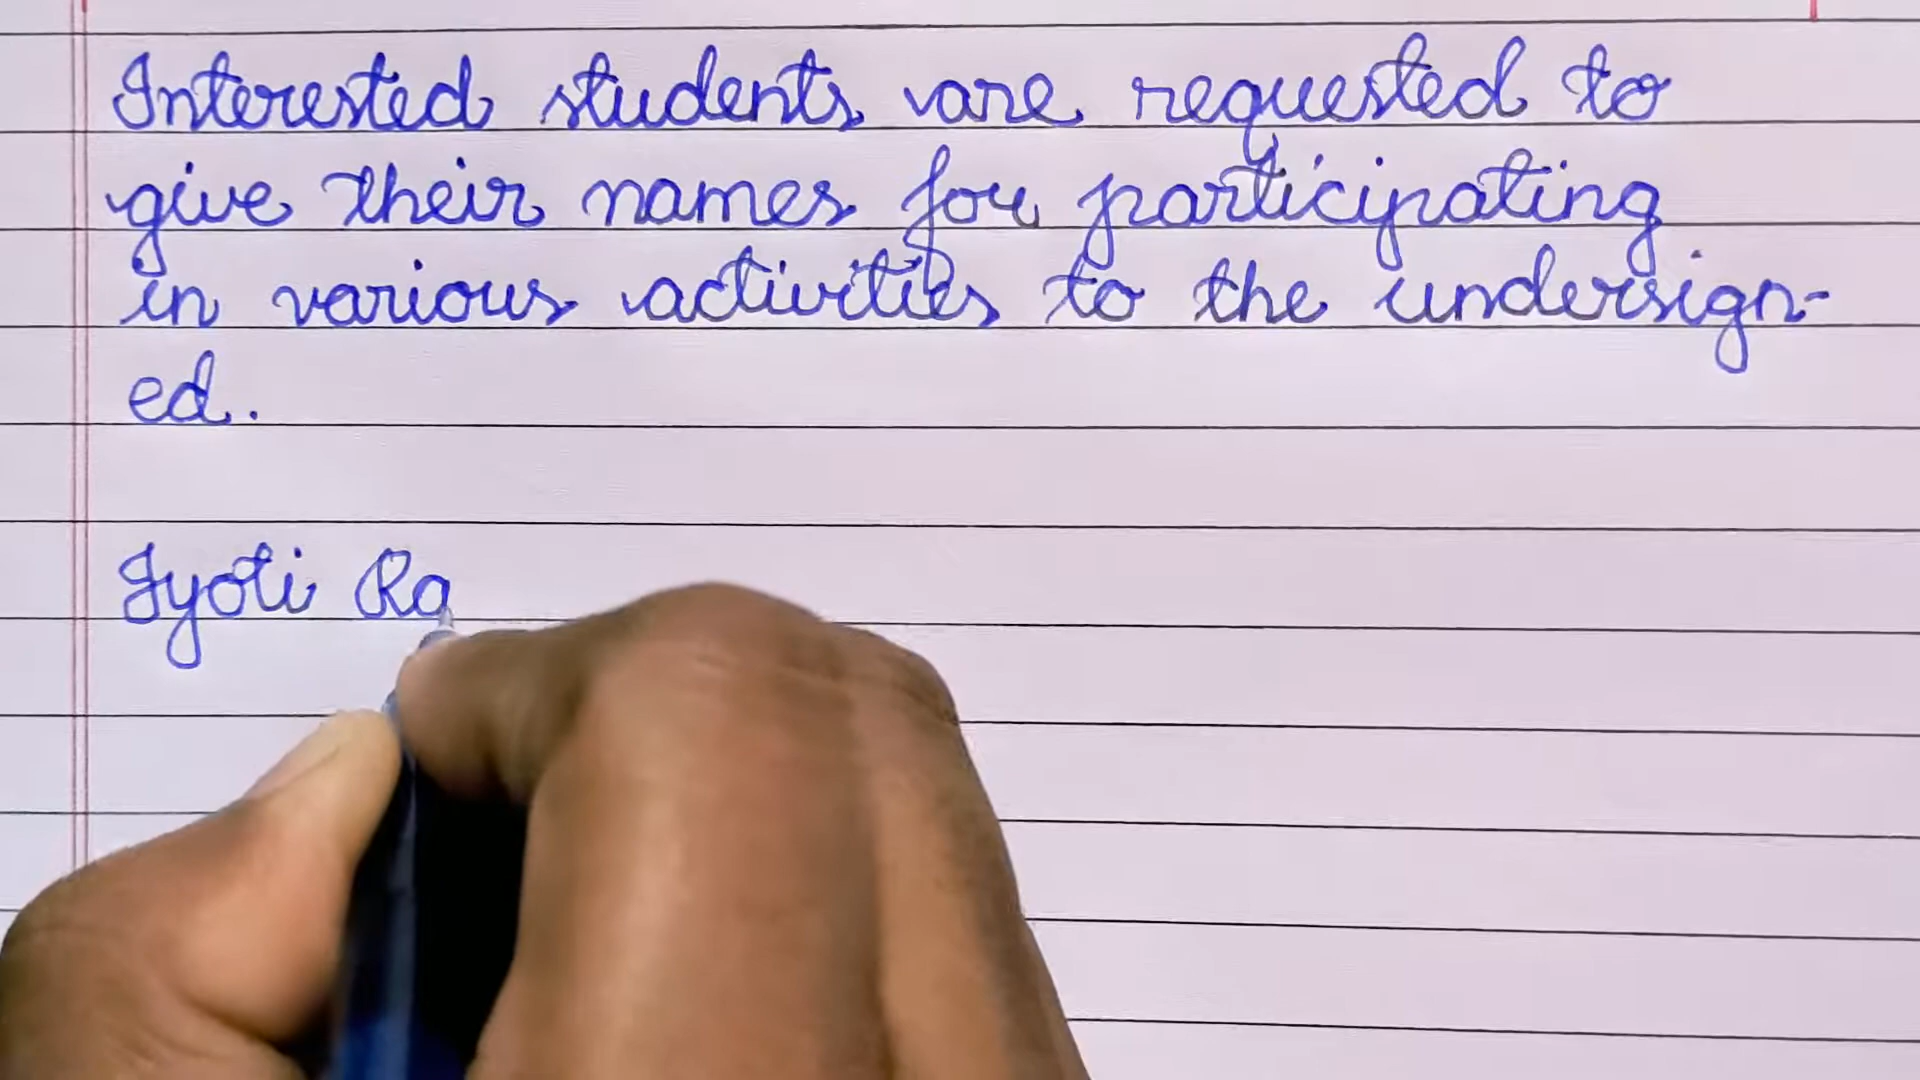 Interested students are requested to
give their names for participating
in various activities to the undersign-
ed.
Jyoti Ra